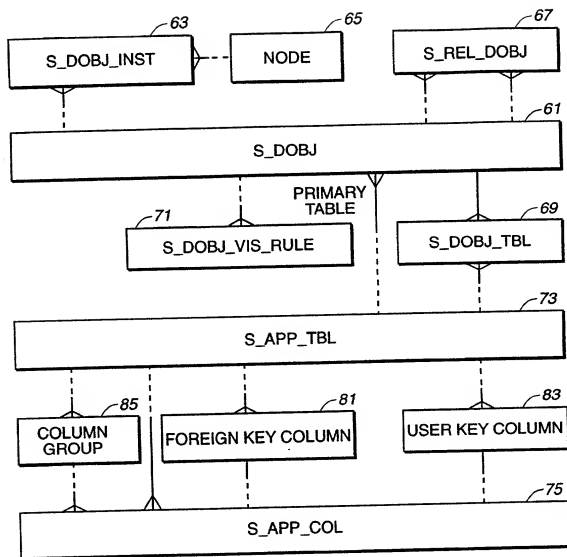 63
S_DOBJ_INST
65
NODE
67
S_REL_DOBJ
61
S_DOBJ
PRIMARY
TABLE
71
S_DOBJ_VIS_RULE
69
S_DOBJ_TBL
73
S_APP_TBL
85
COLUMN
GROUP
81
FOREIGN KEY COLUMN
83
USER KEY COLUMN
75
S_APP_COL